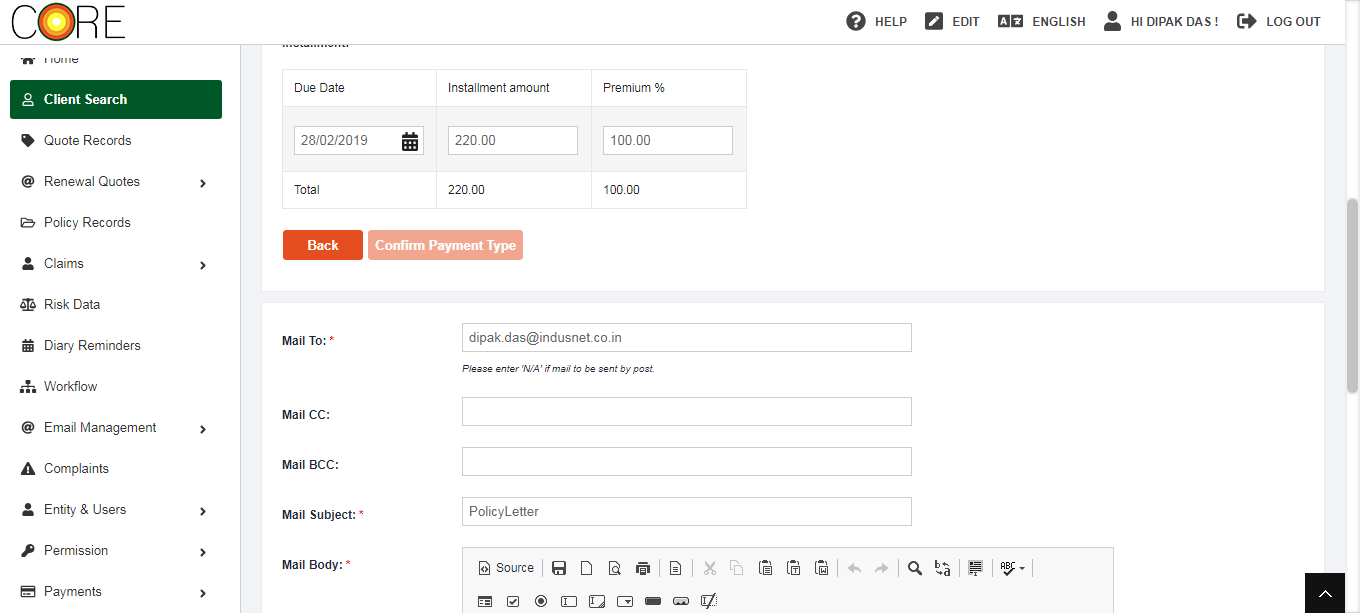 CORE
HELP
EDIT
ENGLISH
HI DIPAK DAS !
LOG OUT
Home
Client Search
Quote Records
Renewal Quotes
Policy Records
Claims
Risk Data
Diary Reminders
Workflow
Email Management
Complaints
Entity & Users
Permission
Payments
Installment:
Due Date Installment amount Premium %
28/02/2019 220.00 100.00
Total 220.00 100.00
Back Confirm Payment Type
Mail To: * dipak.das@indusnet.co.in
Please enter 'N/A' if mail to be sent by post.
Mail CC:
Mail BCC:
Mail Subject: * PolicyLetter
Mail Body: * Source